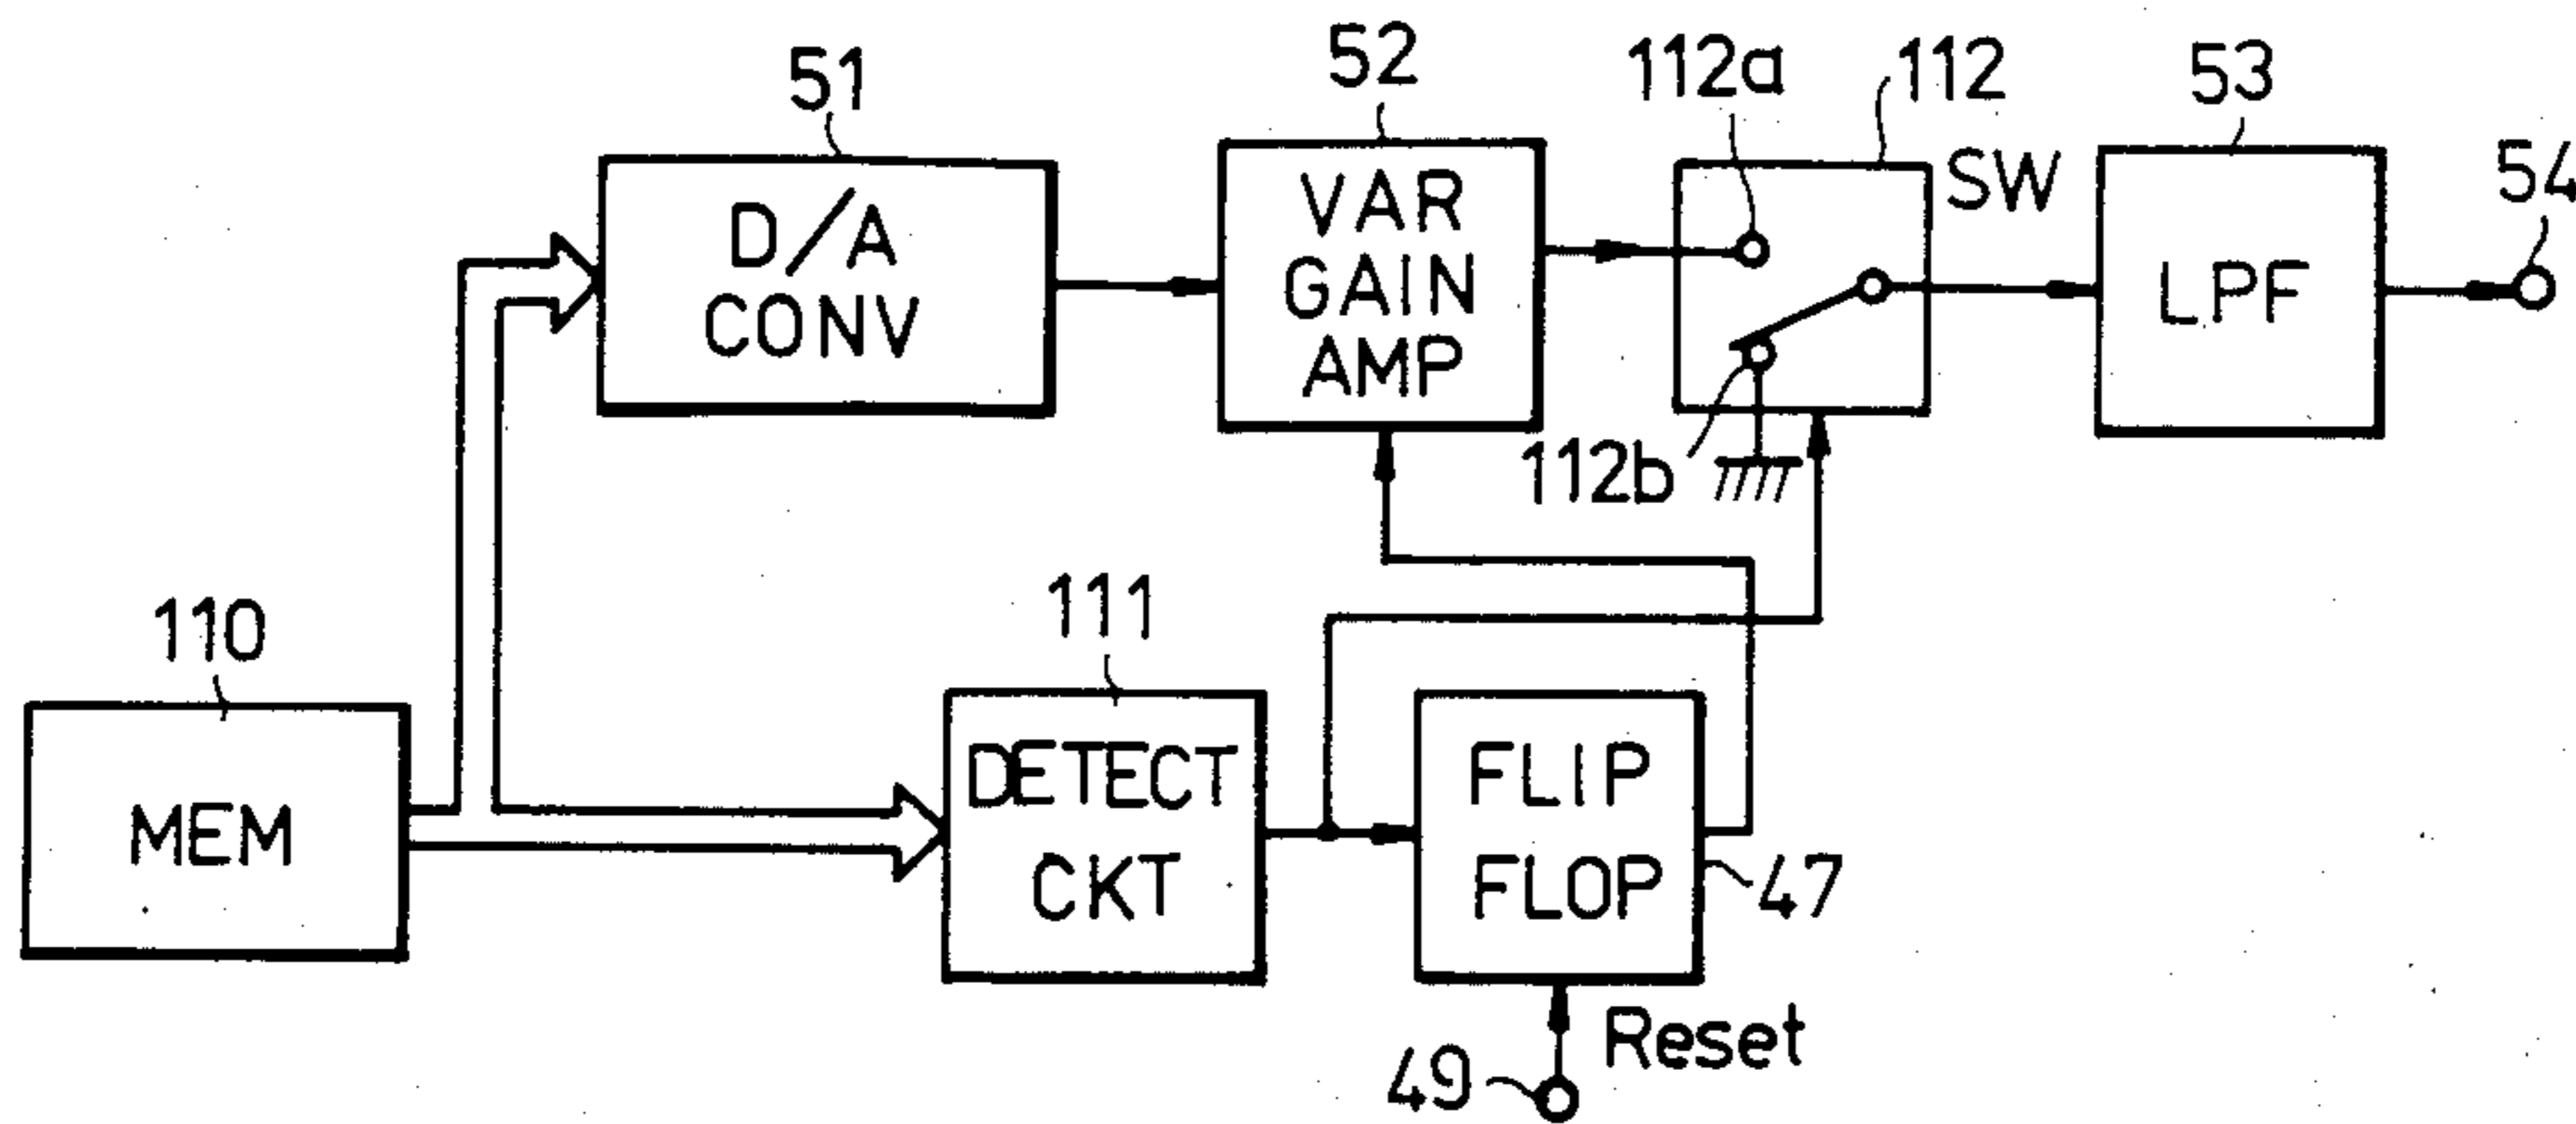 51
52
112a
112
53
54
D/A
CONV
VAR
GAIN
AMP
SW
LPF
112b
110
111
MEM
DETECT
CKT
FLIP
FLOP
47
Reset
49